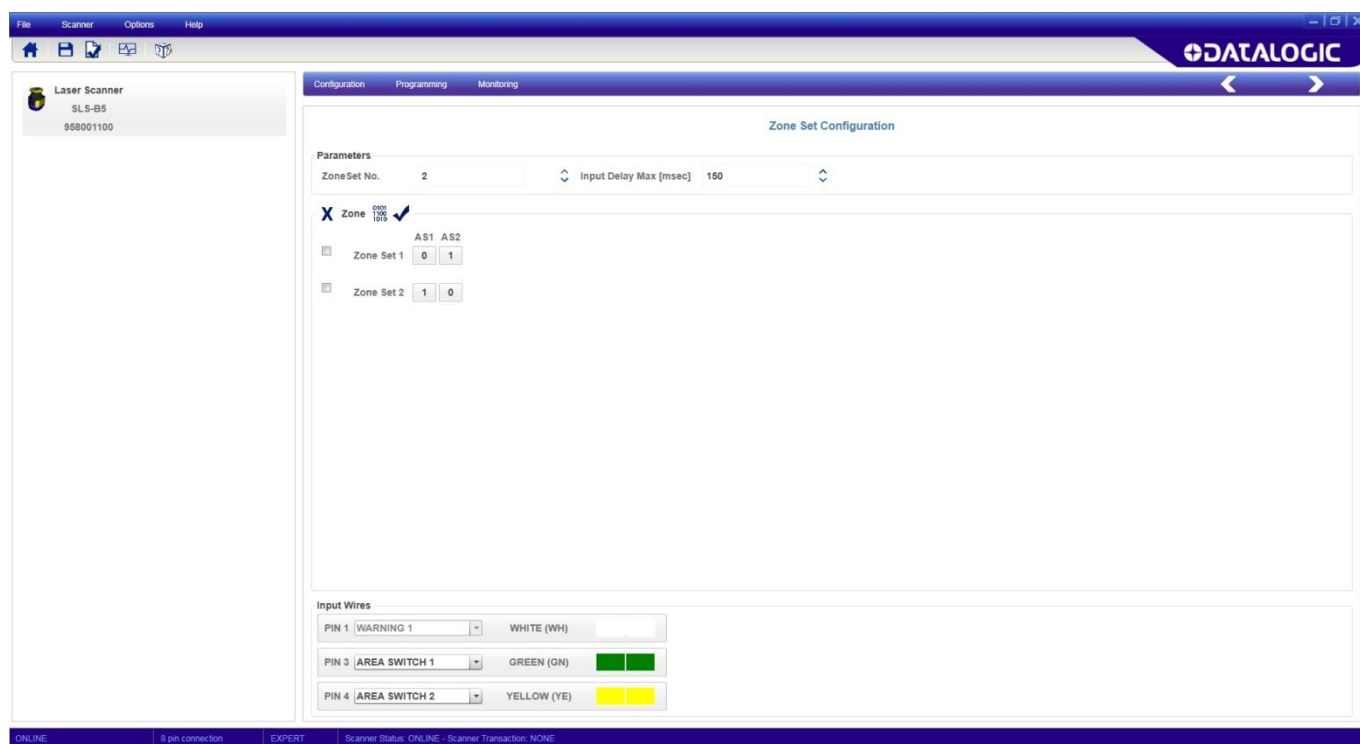 File Scanner Options Help
DATALOGIC
Laser Scanner
SLS-B5
958001100
Configuration Programming Monitoring
Zone Set Configuration
Parameters
ZoneSet No. 2 Input Delay Max [msec] 150
X Zone 0101 1100 1010
AS1 AS2
Zone Set 1 0 1
Zone Set 2 1 0
Input Wires
PIN 1 WARNING 1 WHITE (WH)
PIN 3 AREA SWITCH 1 GREEN (GN)
PIN 4 AREA SWITCH 2 YELLOW (YE)
ONLINE 8 pin connection EXPERT Scanner Status: ONLINE - Scanner Transaction: NONE